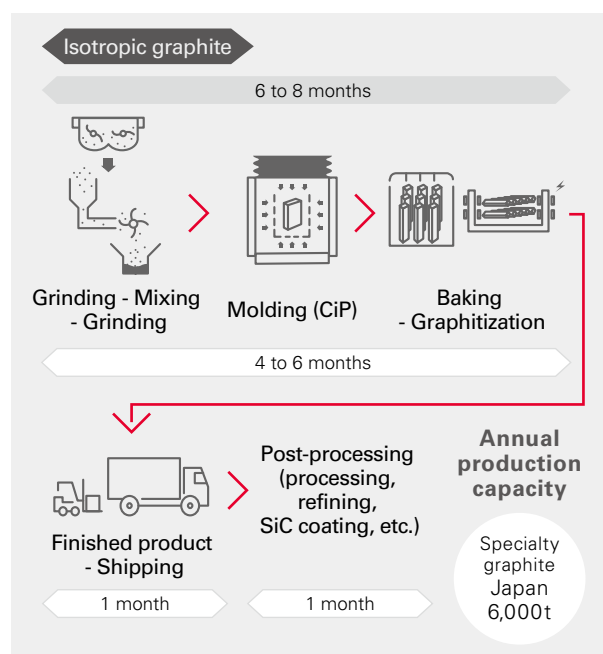 Isotropic graphite
6 to 8 months
Grinding - Mixing
- Grinding
Molding (CiP)
Baking
- Graphitization
4 to 6 months
Finished product
- Shipping
1 month
Post-processing
(processing,
refining,
SiC coating, etc.)
1 month
Annual
production
capacity
Specialty
graphite
Japan
6,000t